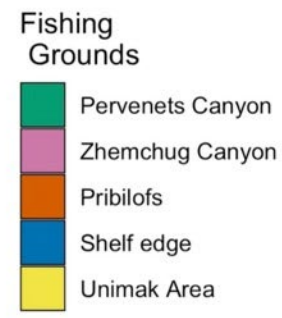 Fishing
Grounds
Pervenets Canyon
Zhemchug Canyon
Pribilofs
Shelf edge
Unimak Area